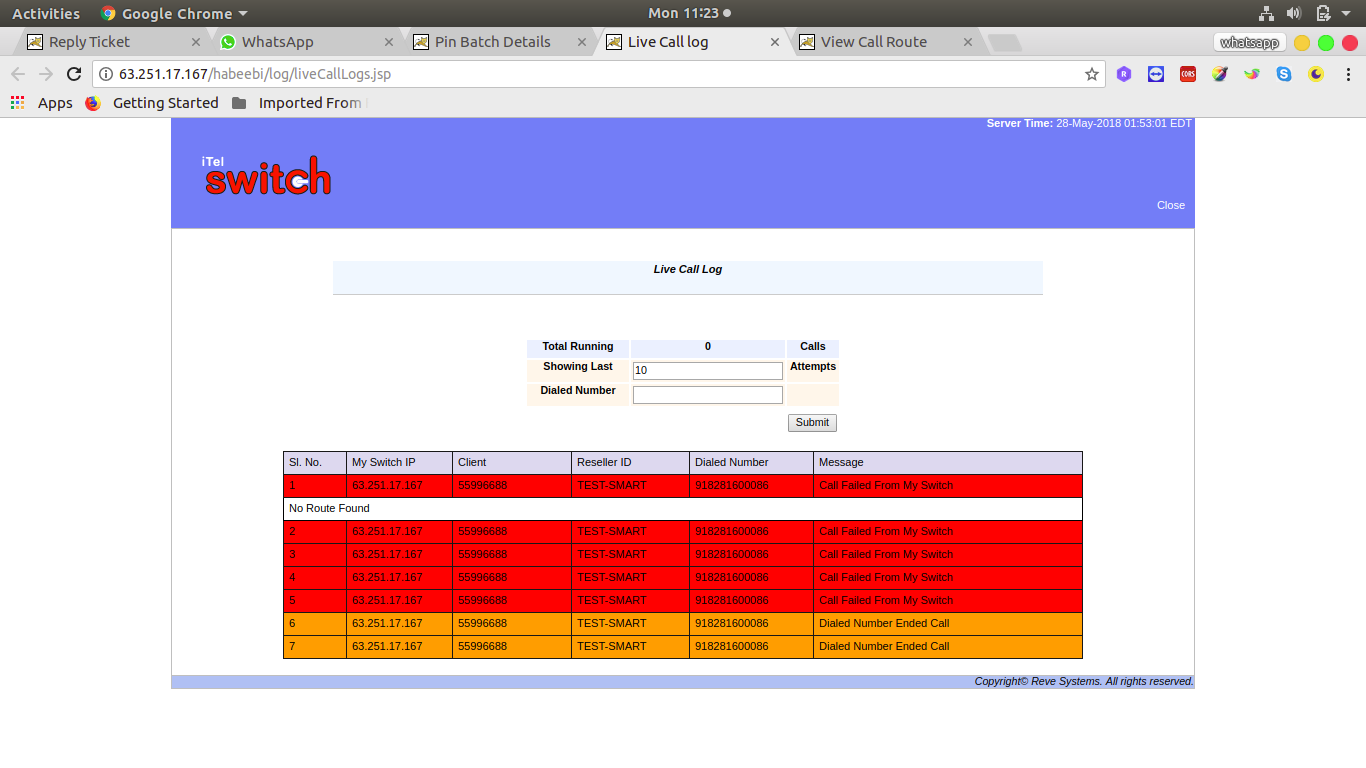 Activities Google Chrome Mon 11:23
Reply Ticket WhatsApp Pin Batch Details Live Call log View Call Route whatsapp
63.251.17.167/habeebi/log/liveCallLogs.jsp
Apps Getting Started Imported From
Server Time: 28-May-2018 01:53:01 EDT
iTel
switch
Close
Live Call Log
Total Running 0 Calls
Showing Last 10 Attempts
Dialed Number
Submit
Sl. No. My Switch IP Client Reseller ID Dialed Number Message
1 63.251.17.167 55996688 TEST-SMART 918281600086 Call Failed From My Switch
No Route Found
2 63.251.17.167 55996688 TEST-SMART 918281600086 Call Failed From My Switch
3 63.251.17.167 55996688 TEST-SMART 918281600086 Call Failed From My Switch
4 63.251.17.167 55996688 TEST-SMART 918281600086 Call Failed From My Switch
5 63.251.17.167 55996688 TEST-SMART 918281600086 Call Failed From My Switch
6 63.251.17.167 55996688 TEST-SMART 918281600086 Dialed Number Ended Call
7 63.251.17.167 55996688 TEST-SMART 918281600086 Dialed Number Ended Call
Copyright© Reve Systems. All rights reserved.